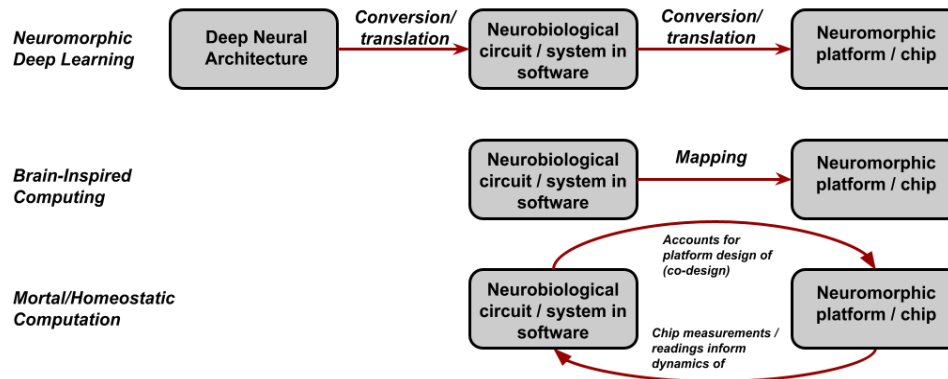 Neuromorphic
Deep Learning
Deep Neural
Architecture
Conversion/
translation
Neurobiological
circuit / system in
software
Conversion/
translation
Neuromorphic
platform / chip
Brain-Inspired
Computing
Neurobiological
circuit / system in
software
Mapping
Neuromorphic
platform / chip
Mortal/Homeostatic
Computation
Neurobiological
circuit / system in
software
Accounts for
platform design of
(co-design)
Chip measurements /
readings inform
dynamics of
Neuromorphic
platform / chip